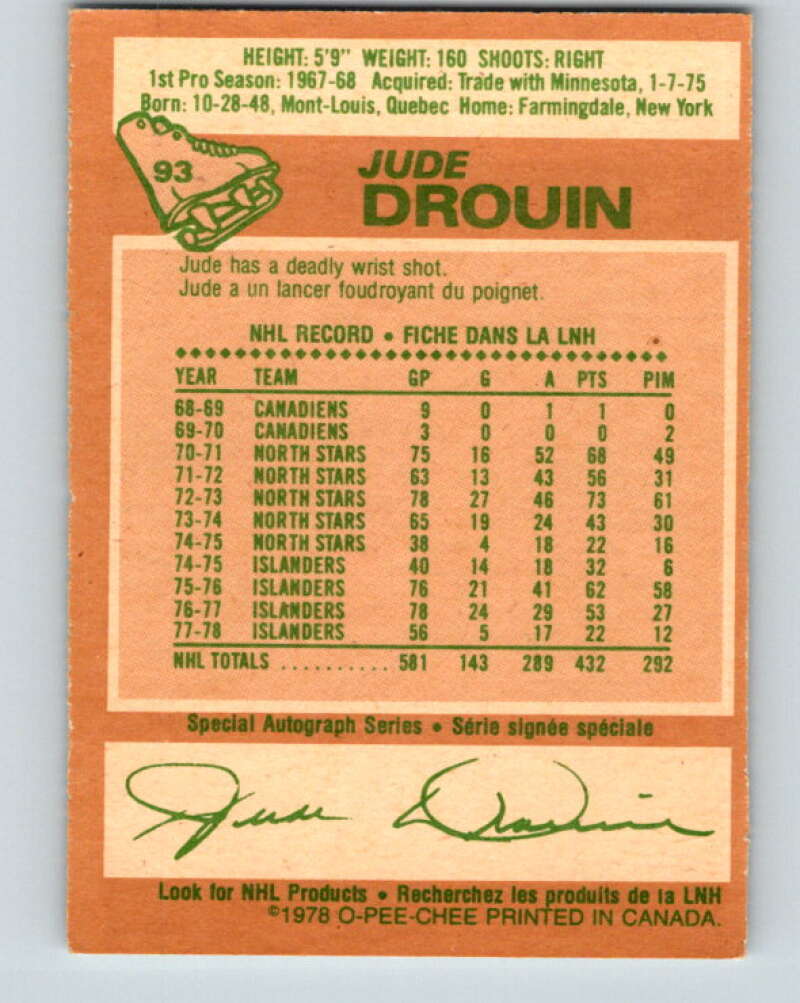 HEIGHT: 5'9" WEIGHT: 160 SHOOTS: RIGHT
1st Pro Season: 1967-68 Acquired: Trade with Minnesota, 1-7-75
Born: 10-28-48, Mont-Louis, Quebec Home: Farmingdale, New York
93
JUDE
DROUIN
Jude has a deadly wrist shot.
Jude a un lancer foudroyant du poignet.
NHL RECORD • FICHE DANS LA LNH
YEAR TEAM GP G A PTS PIM
68-69 CANADIENS 9 0 1 1 0
69-70 CANADIENS 3 0 0 0 2
70-71 NORTH STARS 75 16 52 68 49
71-72 NORTH STARS 63 13 43 56 31
72-73 NORTH STARS 78 27 46 73 61
73-74 NORTH STARS 65 19 24 43 30
74-75 NORTH STARS 38 4 18 22 16
74-75 ISLANDERS 40 14 18 32 6
75-76 ISLANDERS 76 21 41 62 58
76-77 ISLANDERS 78 24 29 53 27
77-78 ISLANDERS 56 5 17 22 12
NHL TOTALS .......... 581 143 289 432 292
Special Autograph Series • Série signée spéciale
Jude Drouin
Look for NHL Products • Recherchez les produits de la LNH
©1978 O-PEE-CHEE PRINTED IN CANADA.